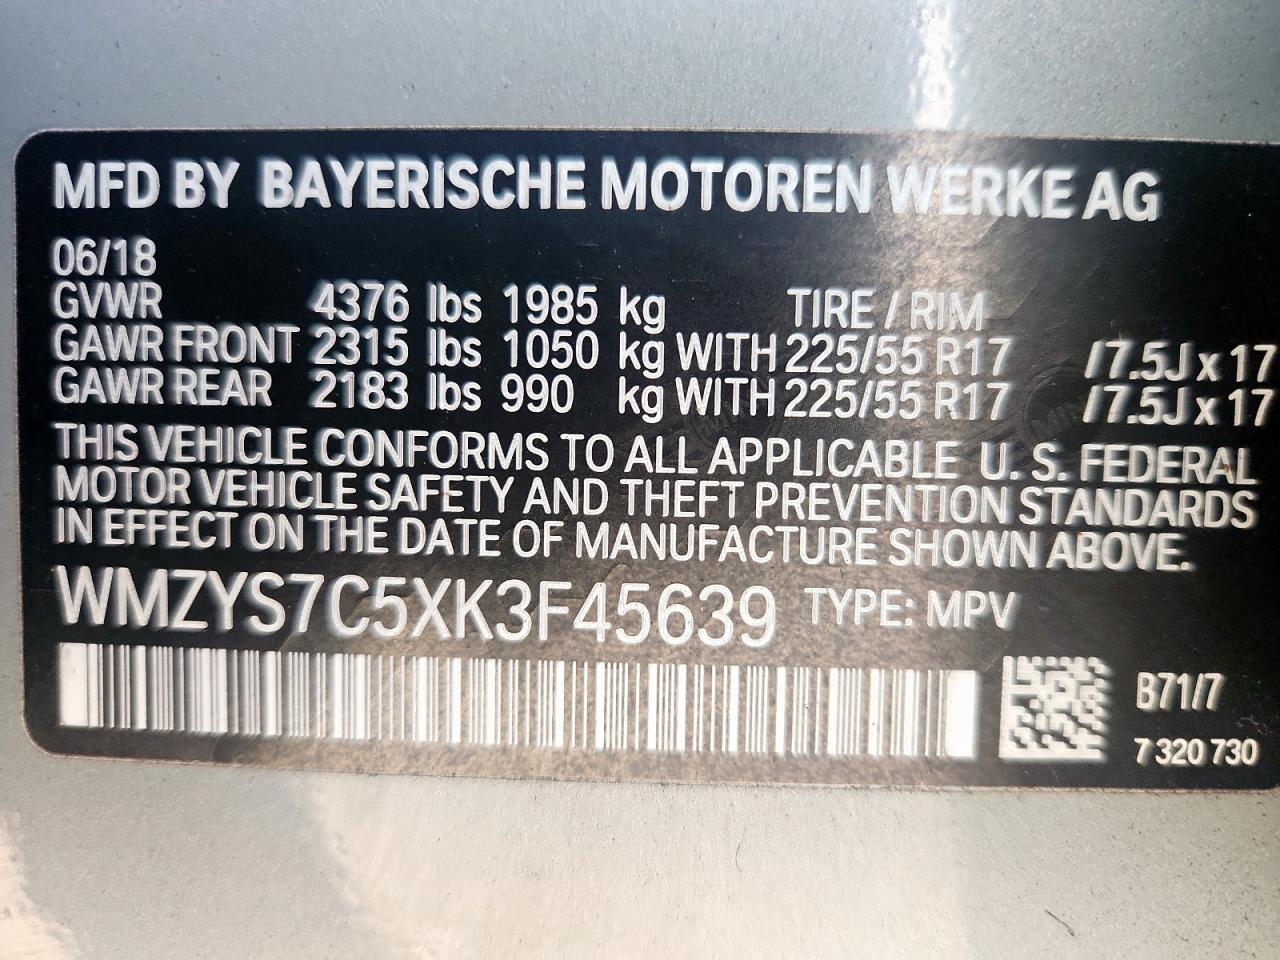 MFD BY BAYERISCHE MOTOREN WERKE AG
06/18
GVWR 4376 lbs 1985 kg TIRE / RIM
GAWR FRONT 2315 lbs 1050 kg WITH 225/55 R17 /7.5J x 17
GAWR REAR 2183 lbs 990 kg WITH 225/55 R17 /7.5J x 17
THIS VEHICLE CONFORMS TO ALL APPLICABLE U. S. FEDERAL
MOTOR VEHICLE SAFETY AND THEFT PREVENTION STANDARDS
IN EFFECT ON THE DATE OF MANUFACTURE SHOWN ABOVE.
WMZYS7C5XK3F45639 TYPE: MPV
B71/7
7 320 730